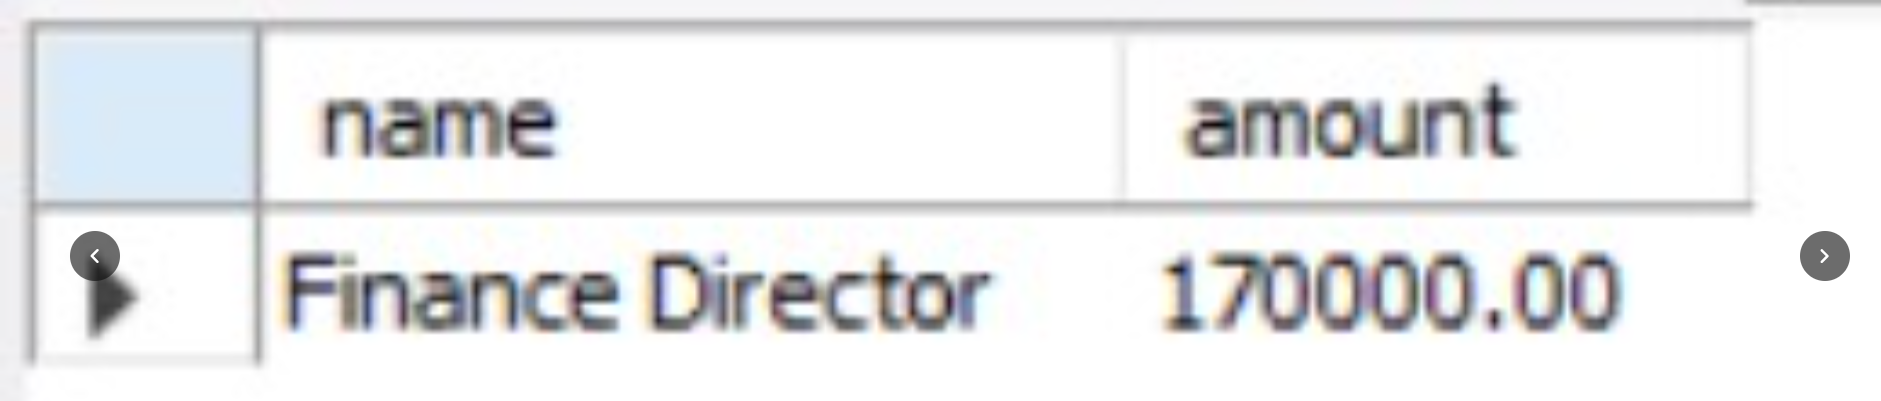 name amount
Finance Director 170000.00